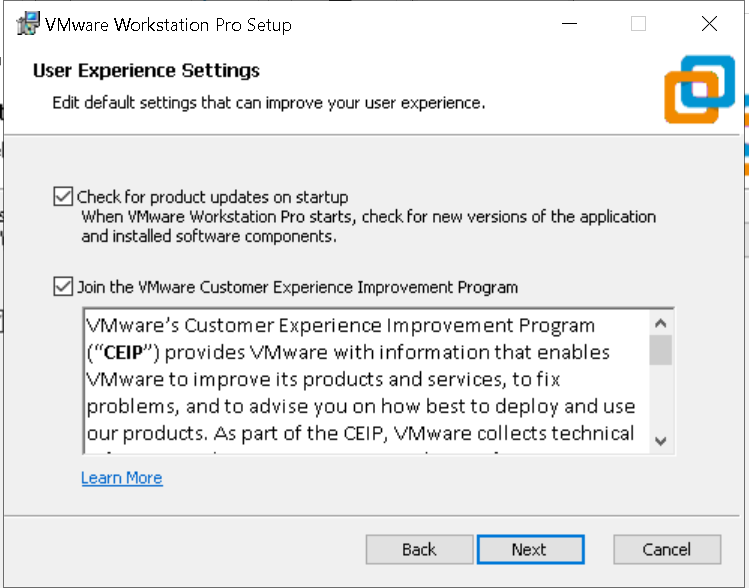 VMware Workstation Pro Setup
User Experience Settings
Edit default settings that can improve your user experience.
Check for product updates on startup
When VMware Workstation Pro starts, check for new versions of the application
and installed software components.
Join the VMware Customer Experience Improvement Program
VMware's Customer Experience Improvement Program
(“CEIP”) provides VMware with information that enables
VMware to improve its products and services, to fix
problems, and to advise you on how best to deploy and use
our products. As part of the CEIP, VMware collects technical
Learn More
Back Next Cancel